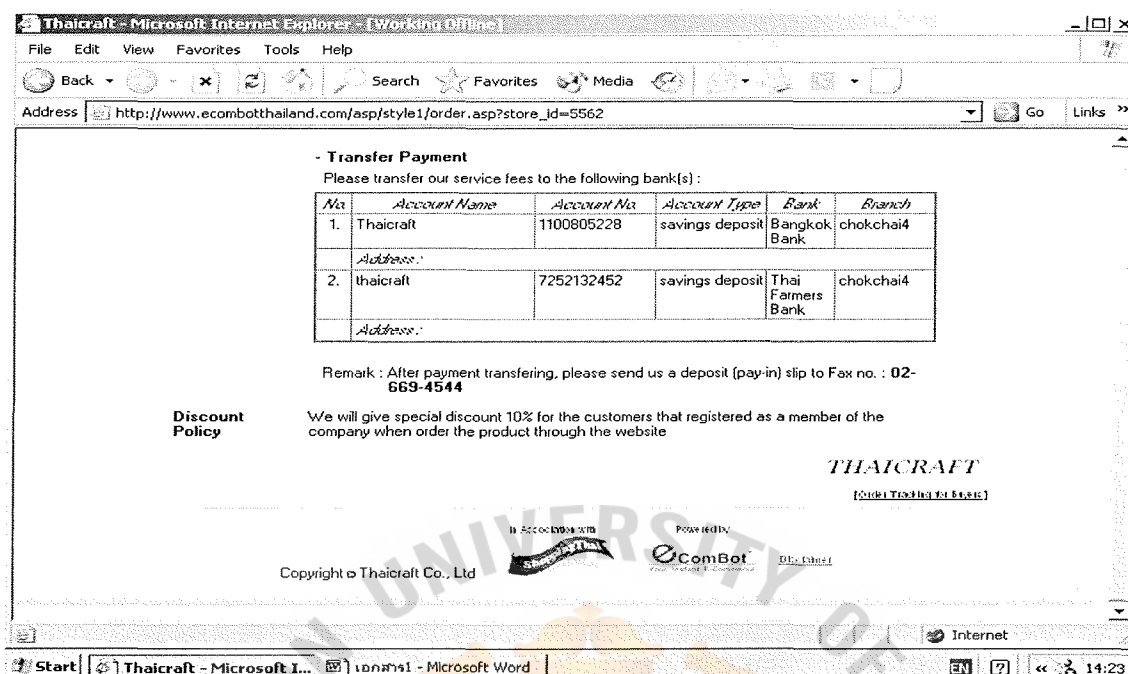 Thaicraft - Microsoft Internet Explorer - [Working Offline]
File Edit View Favorites Tools Help
Back Search Favorites Media
Address http://www.ecombotthailand.com/asp/style1/order.asp?store_id=5562 Go Links »
- Transfer Payment
Please transfer our service fees to the following bank(s) :
No. Account Name Account No. Account Type Bank Branch
1. Thaicraft 1100805228 savings deposit Bangkok Bank chokchai4
Address :
2. thaicraft 7252132452 savings deposit Thai Farmers Bank chokchai4
Address :
Remark : After payment transfering, please send us a deposit (pay-in) slip to Fax no. : 02-
669-4544
Discount Policy
We will give special discount 10% for the customers that registered as a member of the
company when order the product through the website
THAICRAFT
[Order Tracking for Buyers]
In Association with
Powered by
eComBot
Disclaimer
Copyright © Thaicraft Co., Ltd
UNIVERSITY OF
Internet
Start Thaicraft - Microsoft I... เอกสาร1 - Microsoft Word EN ? « 14:23